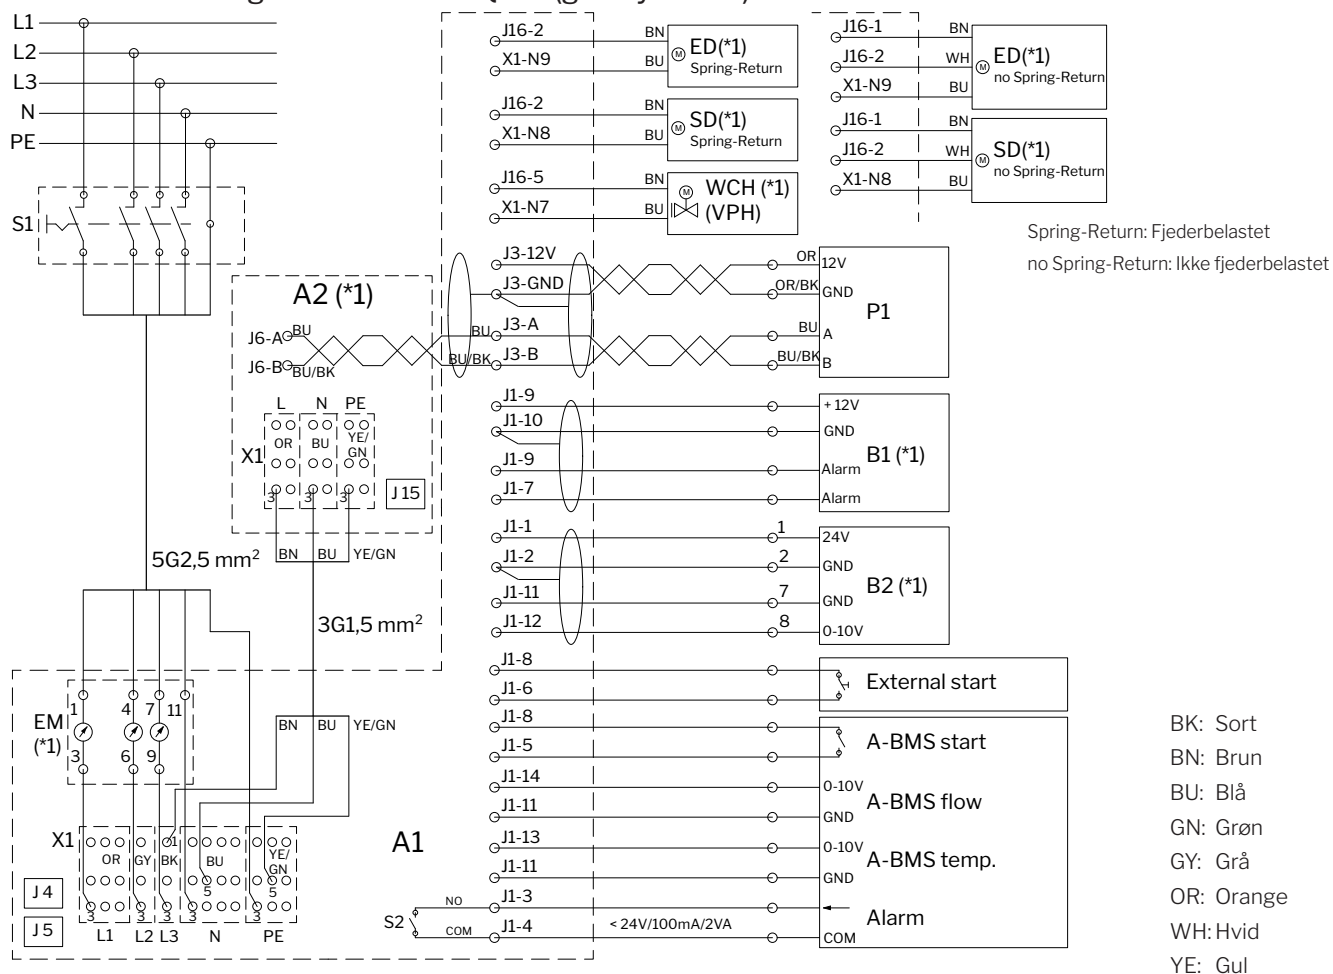 L1
L2
L3
N
PE
S1
J16-2
BN
X1-N9
BU
M
ED(*1)
Spring-Return
J16-2
BN
X1-N8
BU
M
SD(*1)
Spring-Return
J16-5
BN
X1-N7
BU
M
WCH (*1)
(VPH)
J16-1
BN
J16-2
WH
X1-N9
BU
M
ED(*1)
no Spring-Return
J16-1
BN
J16-2
WH
X1-N8
BU
M
SD(*1)
no Spring-Return
Spring-Return: Fjederbelastet
no Spring-Return: Ikke fjederbelastet
A2 (*1)
J6-A
BU
J6-B
BU/BK
BU
BU/BK
J3-12V
J3-GND
J3-A
J3-B
OR
12V
OR/BK
GND
BU
A
BU/BK
B
P1
L
N
PE
X1
OR
BU
YE/
GN
3
3
3
J 15
BN
BU
YE/GN
5G2,5 mm²
3G1,5 mm²
J1-9
+ 12V
J1-10
GND
J1-9
Alarm
J1-7
Alarm
B1 (*1)
J1-1
1
24V
J1-2
2
GND
J1-11
7
GND
J1-12
8
0-10V
B2 (*1)
J1-8
J1-6
External start
J1-8
J1-5
A-BMS start
J1-14
0-10V
J1-11
GND
A-BMS flow
J1-13
0-10V
J1-11
GND
A-BMS temp.
S2
NO
J1-3
COM
J1-4
< 24V/100mA/2VA
Alarm
COM
EM
(*1)
1
4
7
11
3
6
9
BN
BU
YE/GN
X1
1
OR
GY
BK
BU
YE/
GN
5
5
3
3
3
3
3
J 4
J 5
L1
L2
L3
N
PE
A1
BK: Sort
BN: Brun
BU: Blå
GN: Grøn
GY: Grå
OR: Orange
WH: Hvid
YE: Gul